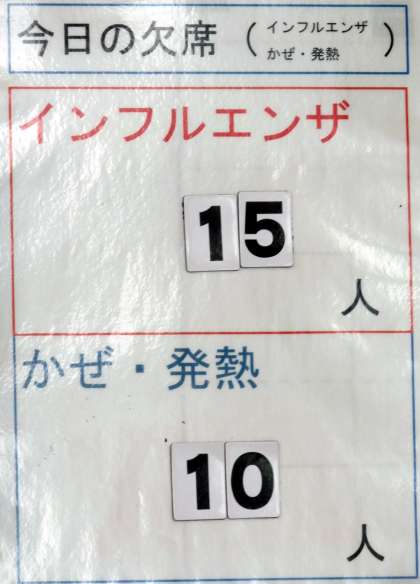 今日の欠席(インフルエンザ
かぜ・発熱)
インフルエンザ
15
人
かぜ・発熱
10
人